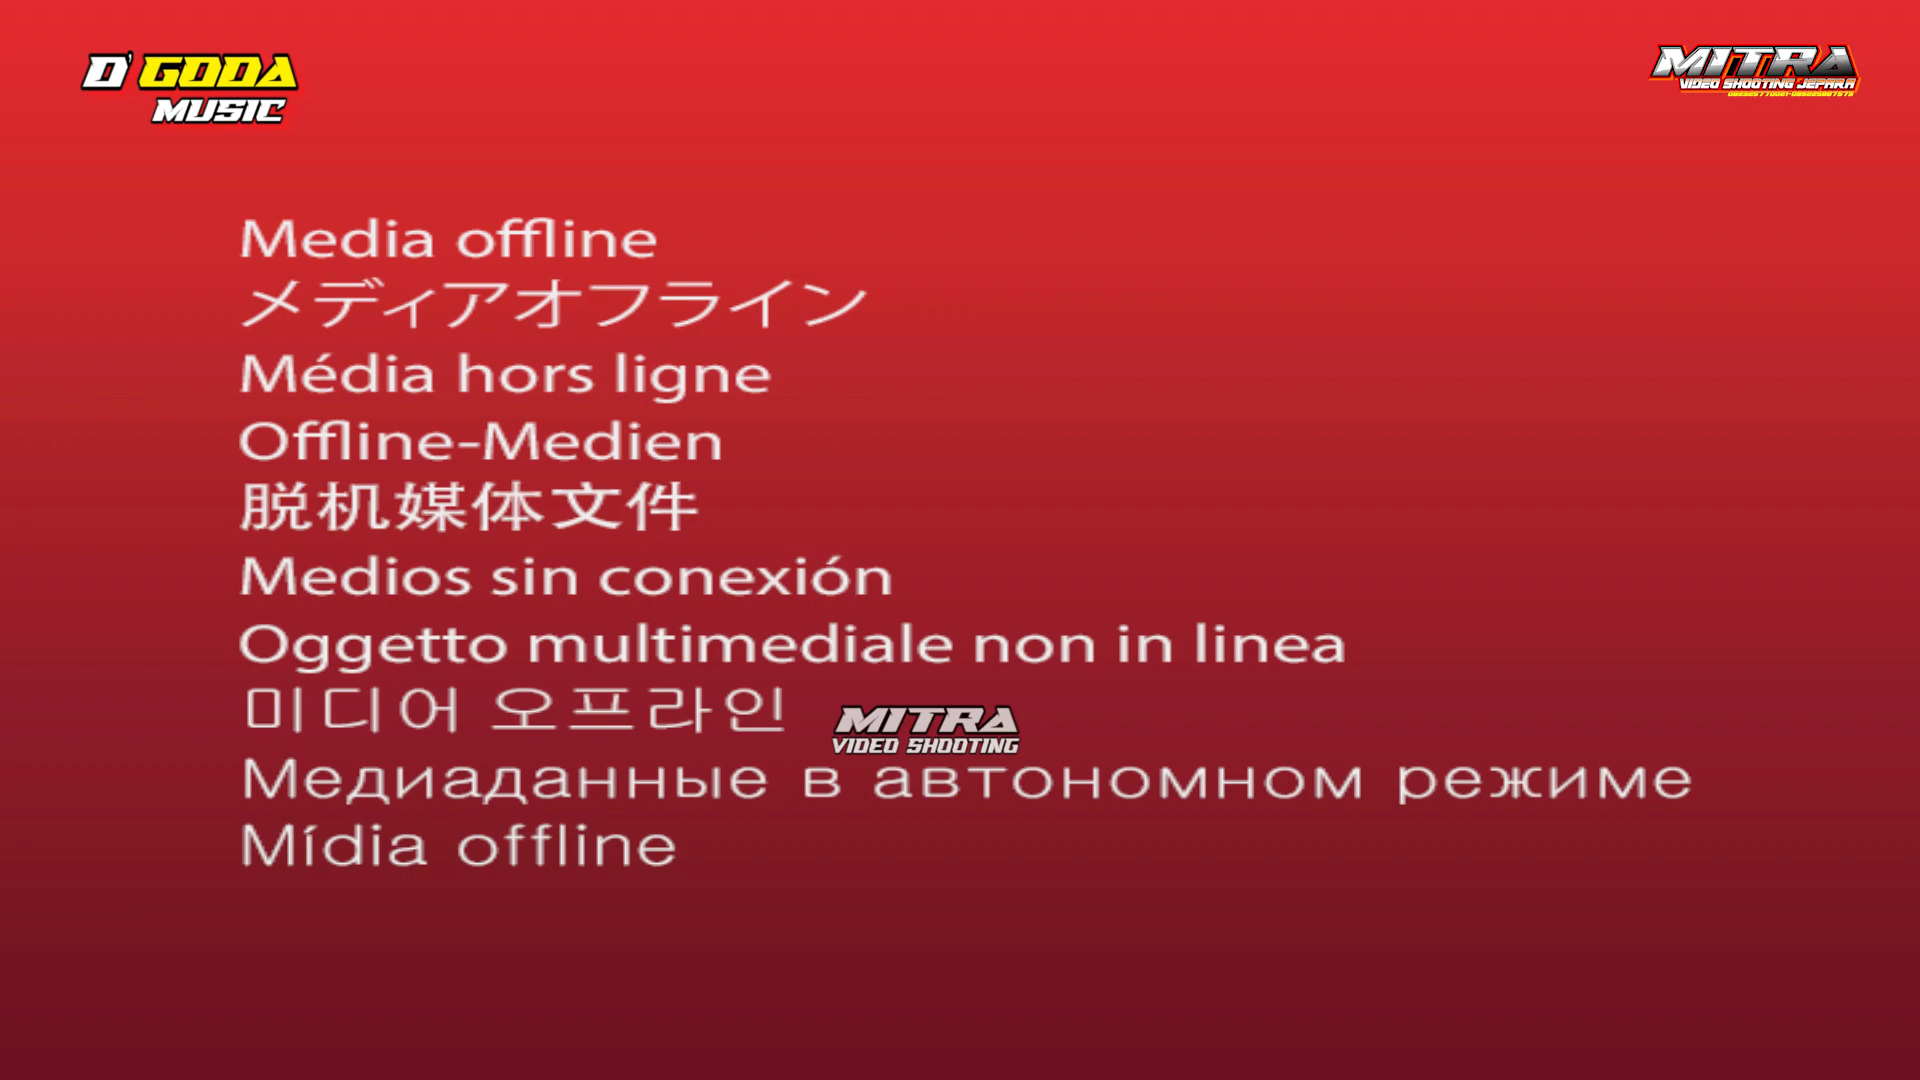 D' GODA
MUSIC
MITRA
VIDEO SHOOTING JEPARA
Media offline
メディアオフライン
Média hors ligne
Offline-Medien
脱机媒体文件
Medios sin conexión
Oggetto multimediale non in linea
미디어 오프라인
MITRA
VIDEO SHOOTING
Медиаданные в автономном режиме
Mídia offline